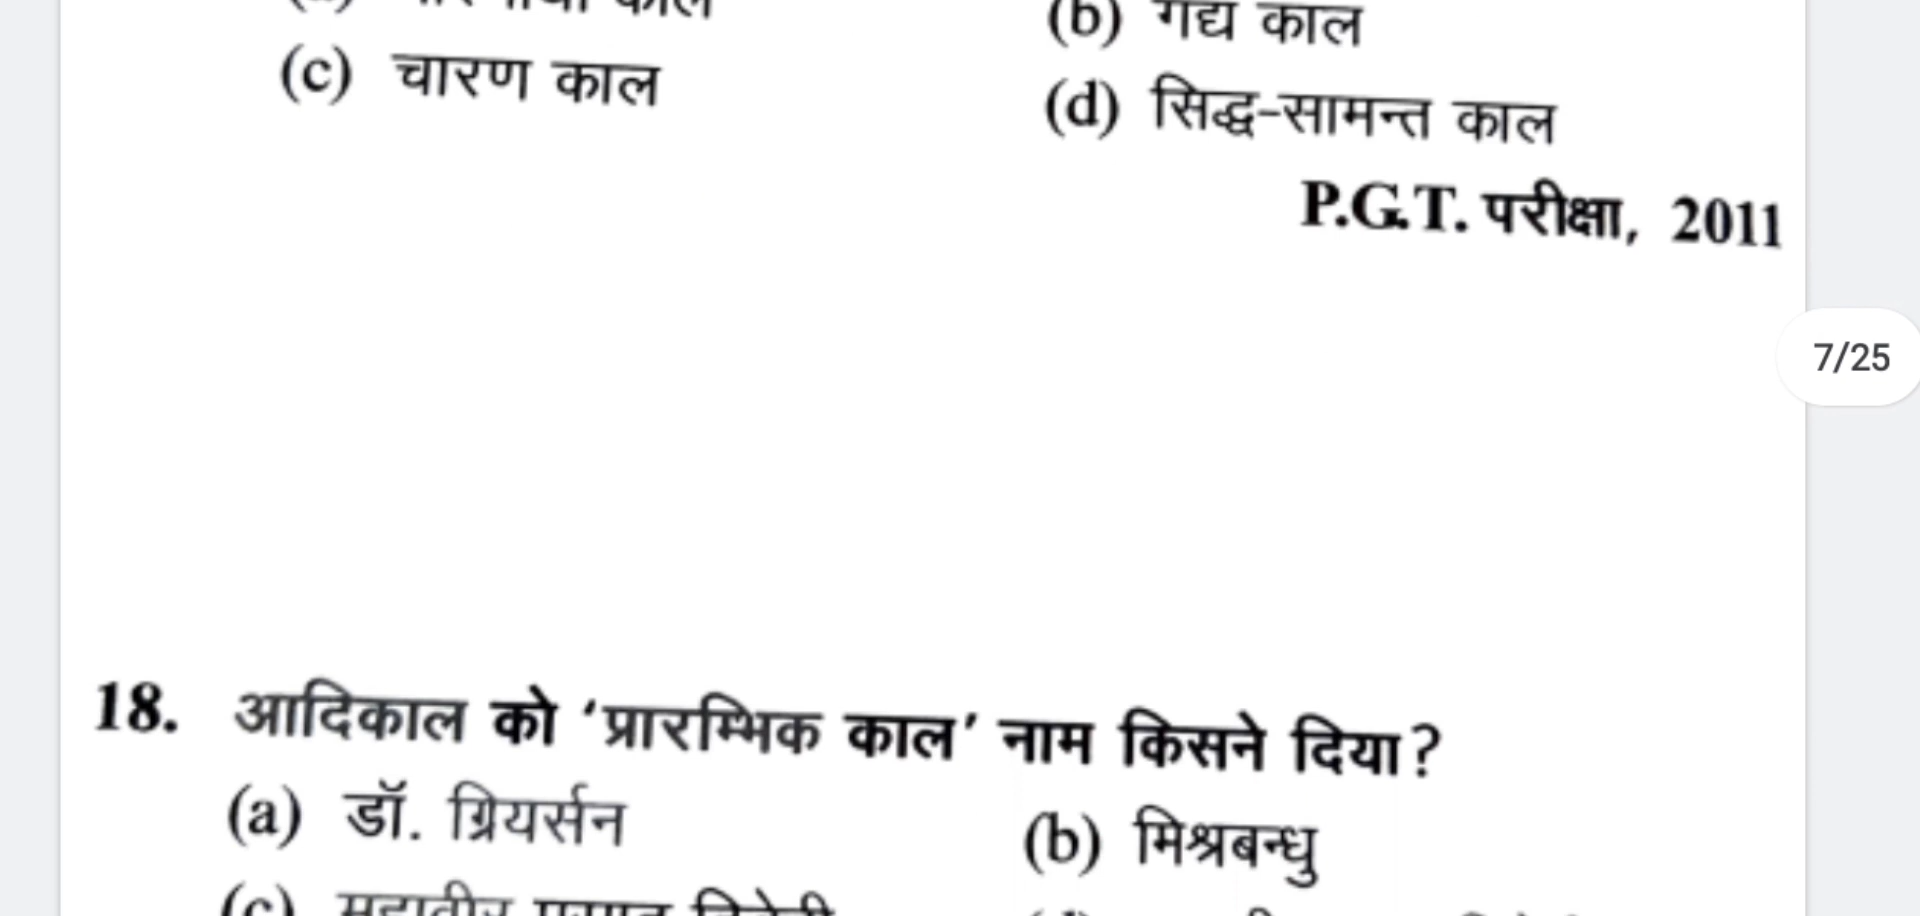 (b) गद्य काल
(c) चारण काल
(d) सिद्ध-सामन्त काल
P.G.T. परीक्षा, 2011
7/25
18. आदिकाल को ‘प्रारम्भिक काल’ नाम किसने दिया?
(a) डॉ. ग्रियर्सन
(b) मिश्रबन्धु
(c)